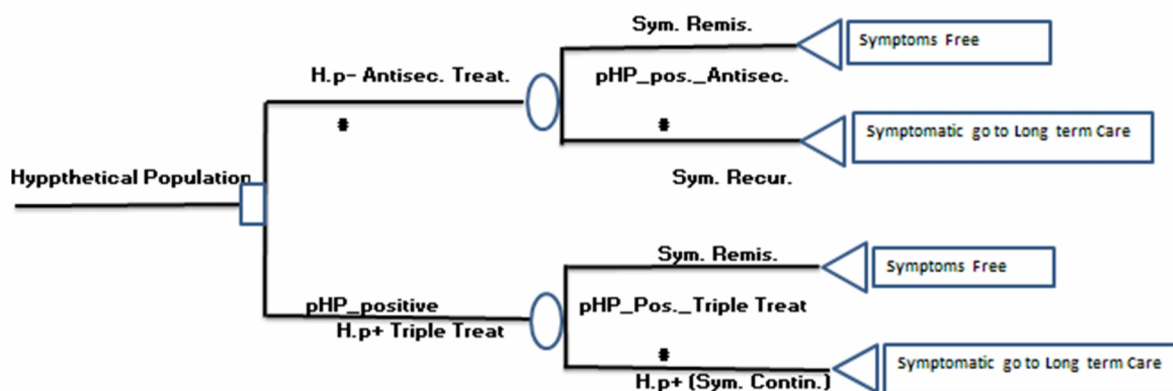 Sym. Remis.
Symptoms Free
H.p- Antisec. Treat.
pHP_pos._Antisec.
#
#
Symptomatic go to Long term Care
Hyppthetical Population
Sym. Recur.
Sym. Remis.
Symptoms Free
pHP_positive
pHP_Pos._Triple Treat
H.p+ Triple Treat
#
Symptomatic go to Long term Care
H.p+ (Sym. Contin.)